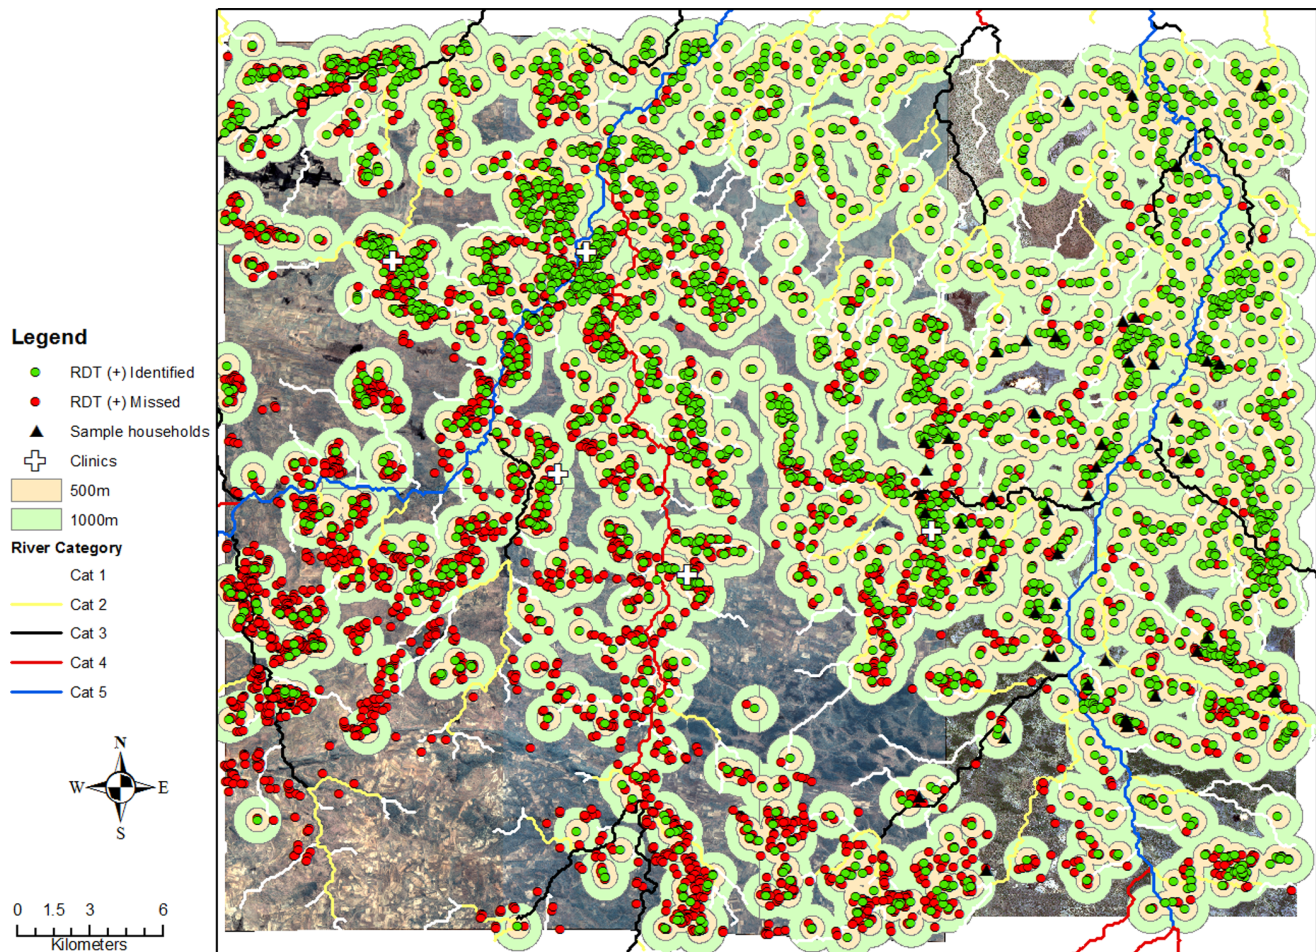 Legend
RDT (+) Identified
RDT (+) Missed
Sample households
Clinics
500m
1000m
River Category
Cat 1
Cat 2
Cat 3
Cat 4
Cat 5
N
W E
S
0 1.5 3 6
Kilometers